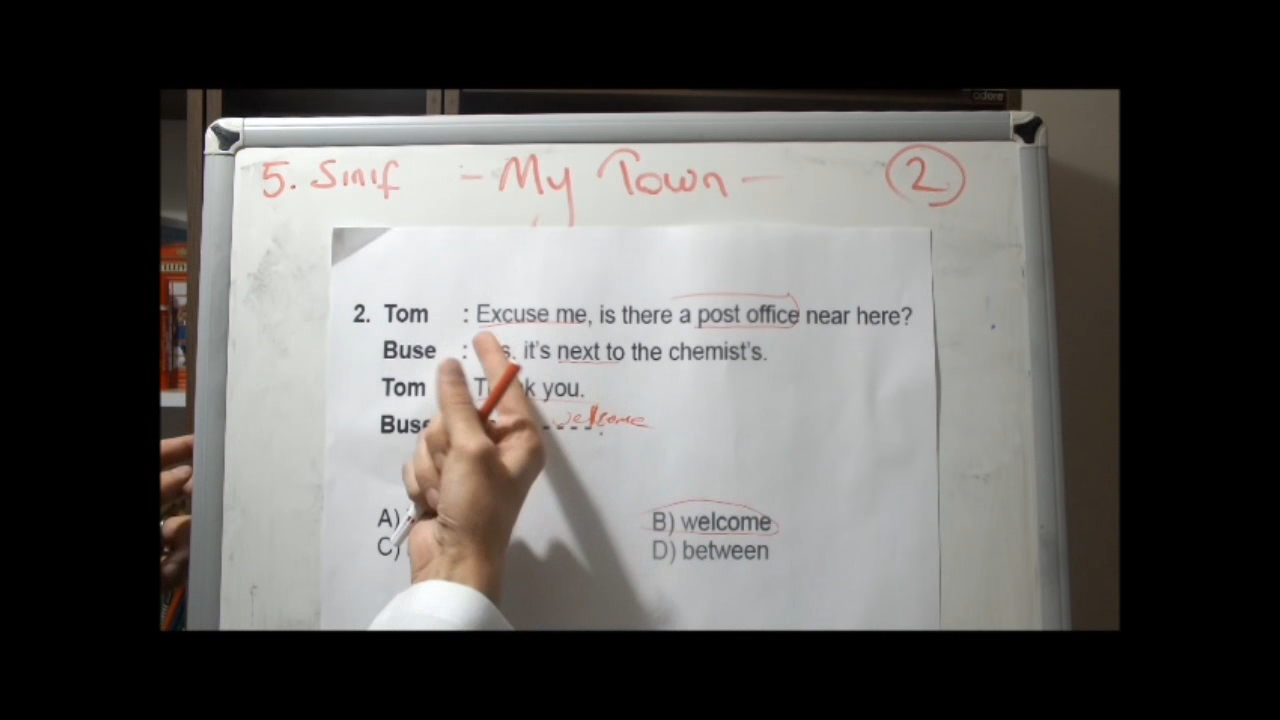 odore
5. Sınıf - My Town - 2
2. Tom : Excuse me, is there a post office near here?
Buse : it's next to the chemist's.
Tom you.
welcome
A) B) welcome
C) D) between